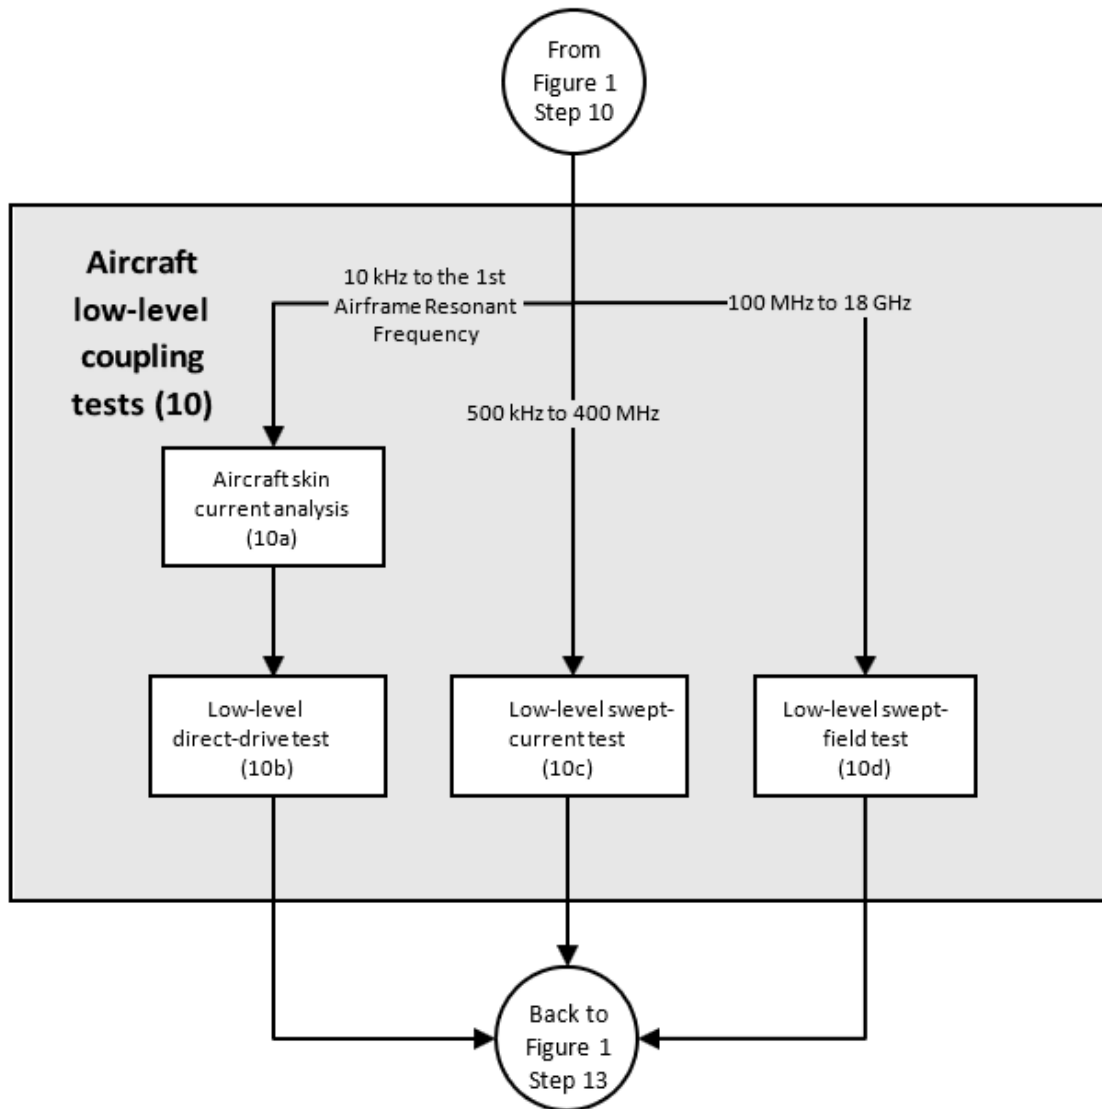 From
Figure 1
Step 10
Aircraft
low-level
coupling
tests (10)
10 kHz to the 1st
Airframe Resonant
Frequency
100 MHz to 18 GHz
500 kHz to 400 MHz
Aircraft skin
current analysis
(10a)
Low-level
direct-drive test
(10b)
Low-level swept-
current test
(10c)
Low-level swept-
field test
(10d)
Back to
Figure 1
Step 13